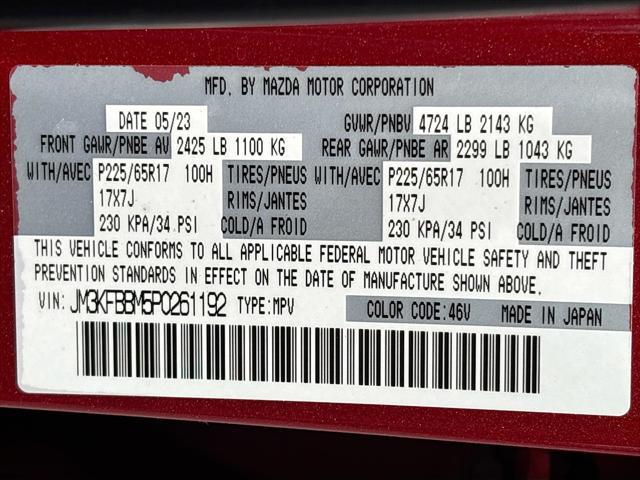 MFD. BY MAZDA MOTOR CORPORATION
DATE 05/23 GVWR/PNBV 4724 LB 2143 KG
FRONT GAWR/PNBE AV 2425 LB 1100 KG REAR GAWR/PNBE AR 2299 LB 1043 KG
WITH/AVEC P225/65R17 100H TIRES/PNEUS WITH/AVEC P225/65R17 100H TIRES/PNEUS
17X7J RIMS/JANTES 17X7J RIMS/JANTES
230 KPA/34 PSI COLD/A FROID 230 KPA/34 PSI COLD/A FROID
THIS VEHICLE CONFORMS TO ALL APPLICABLE FEDERAL MOTOR VEHICLE SAFETY AND THEFT
PREVENTION STANDARDS IN EFFECT ON THE DATE OF MANUFACTURE SHOWN ABOVE.
VIN: JM3KFBBM5P0261192 TYPE:MPV COLOR CODE:46V MADE IN JAPAN